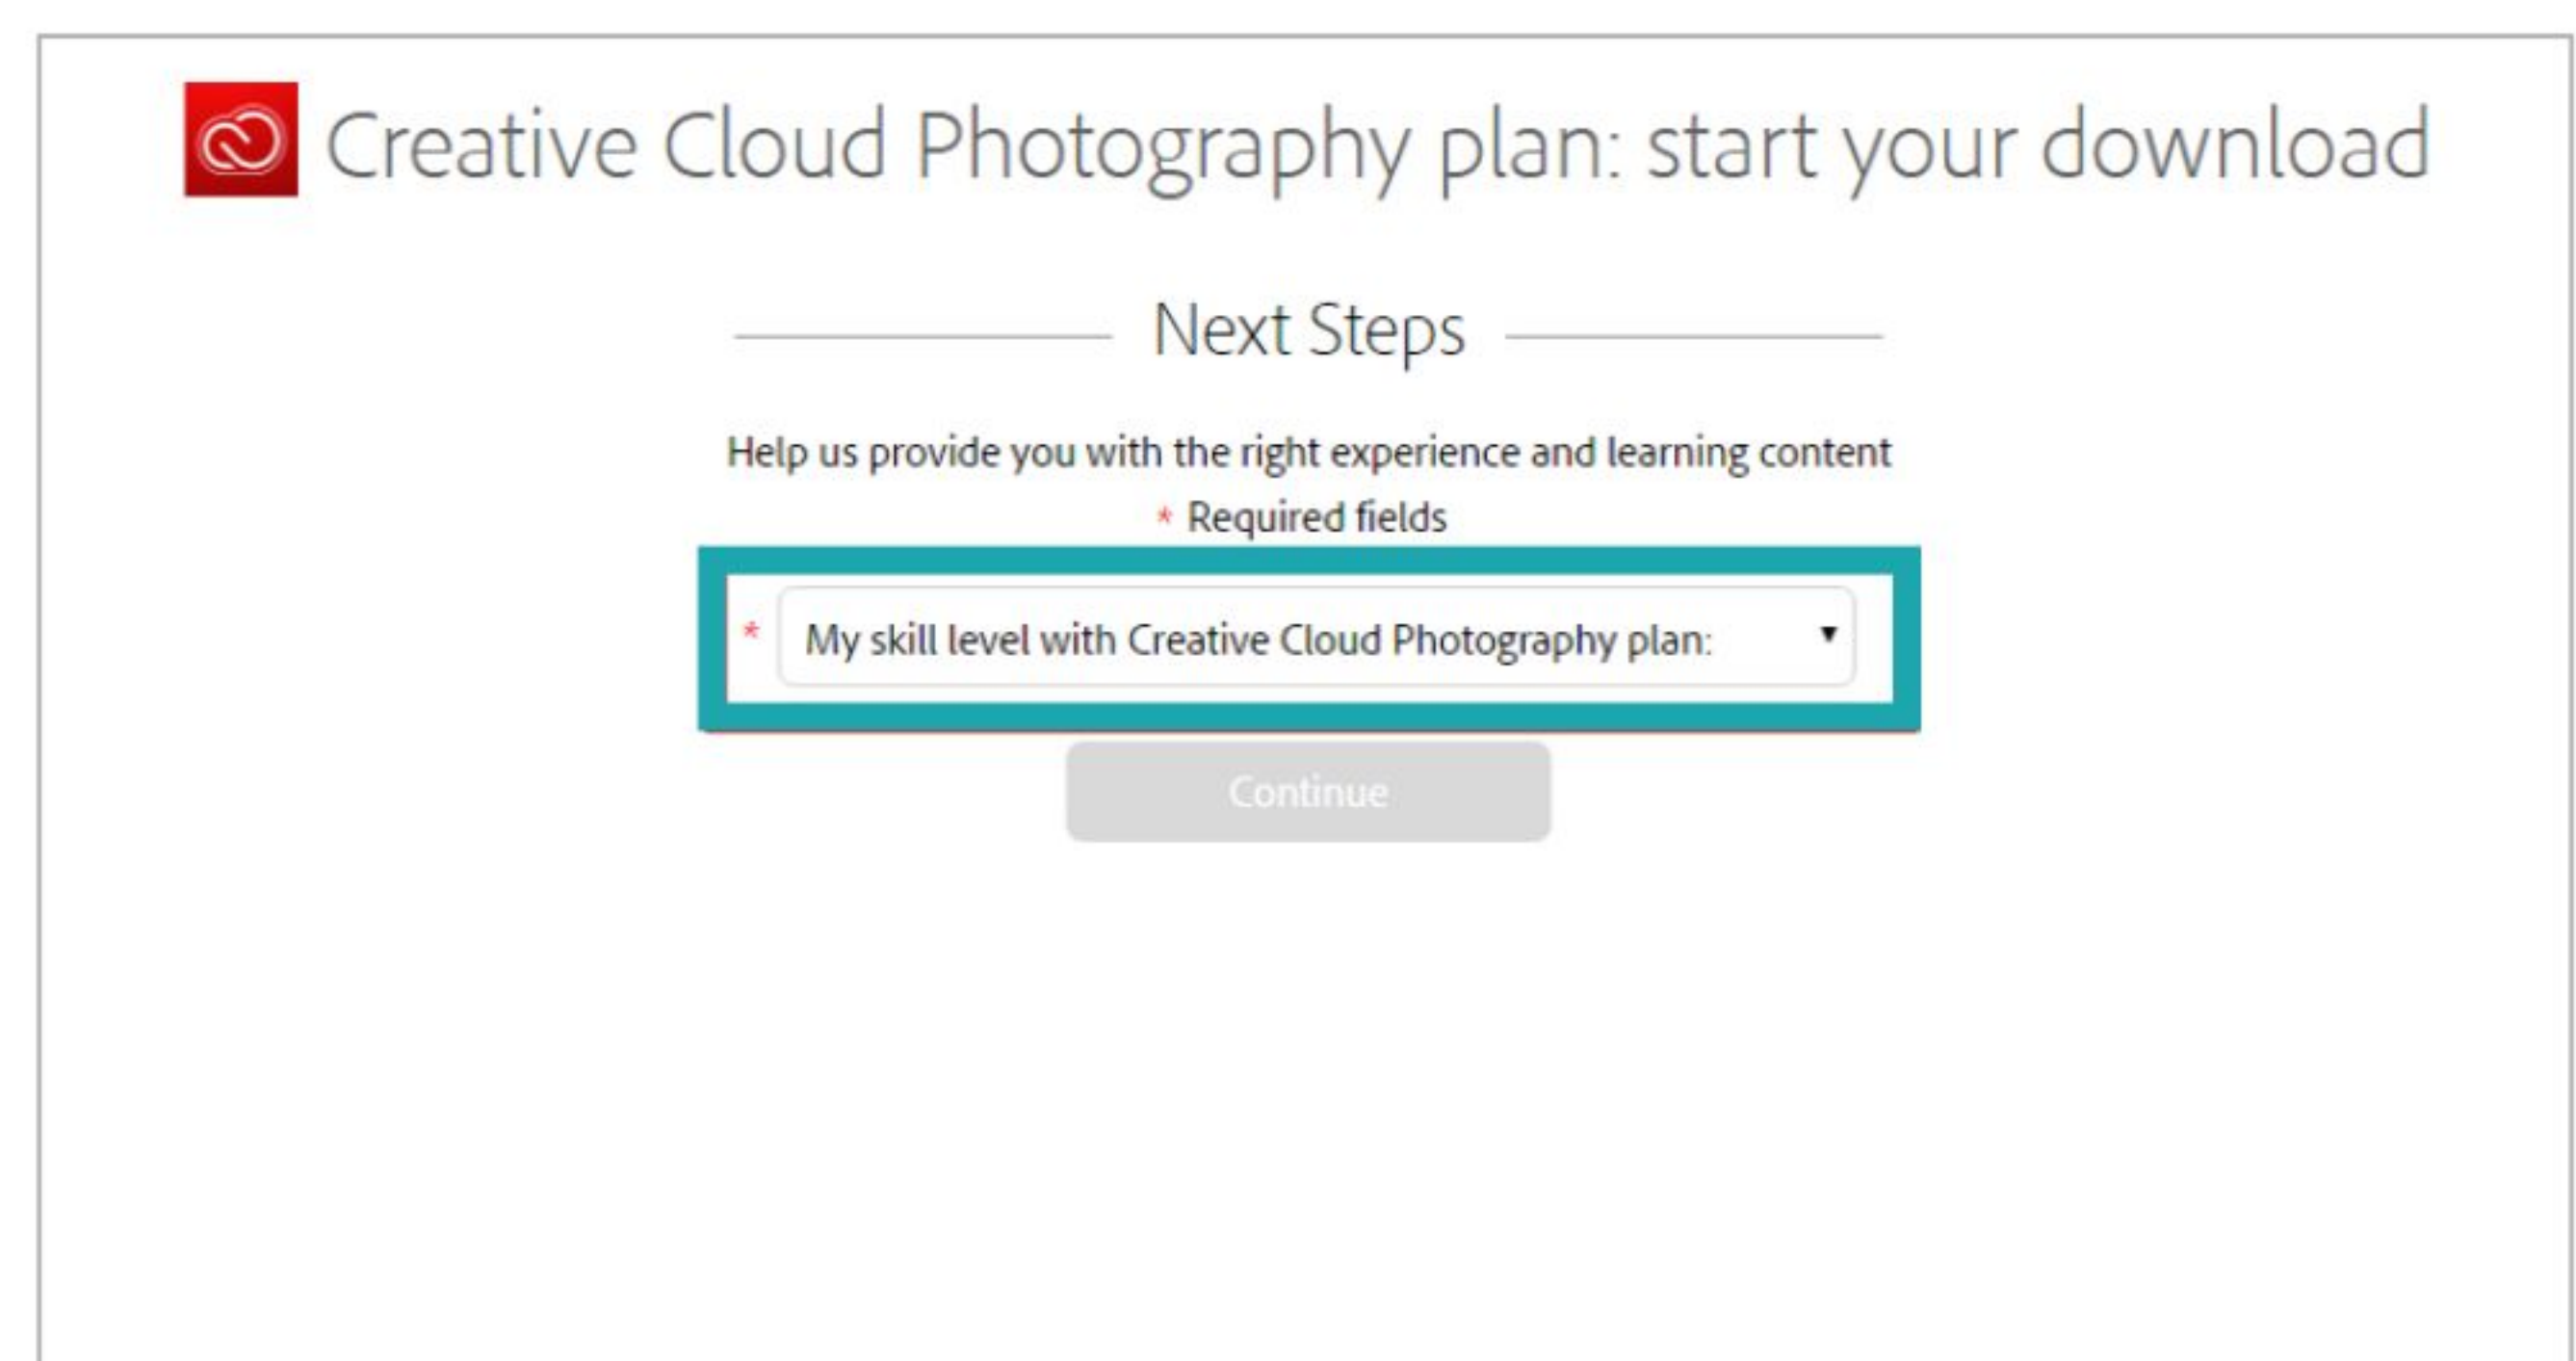 Creative Cloud Photography plan: start your download
Next Steps
Help us provide you with the right experience and learning content
* Required fields
* My skill level with Creative Cloud Photography plan:
Continue